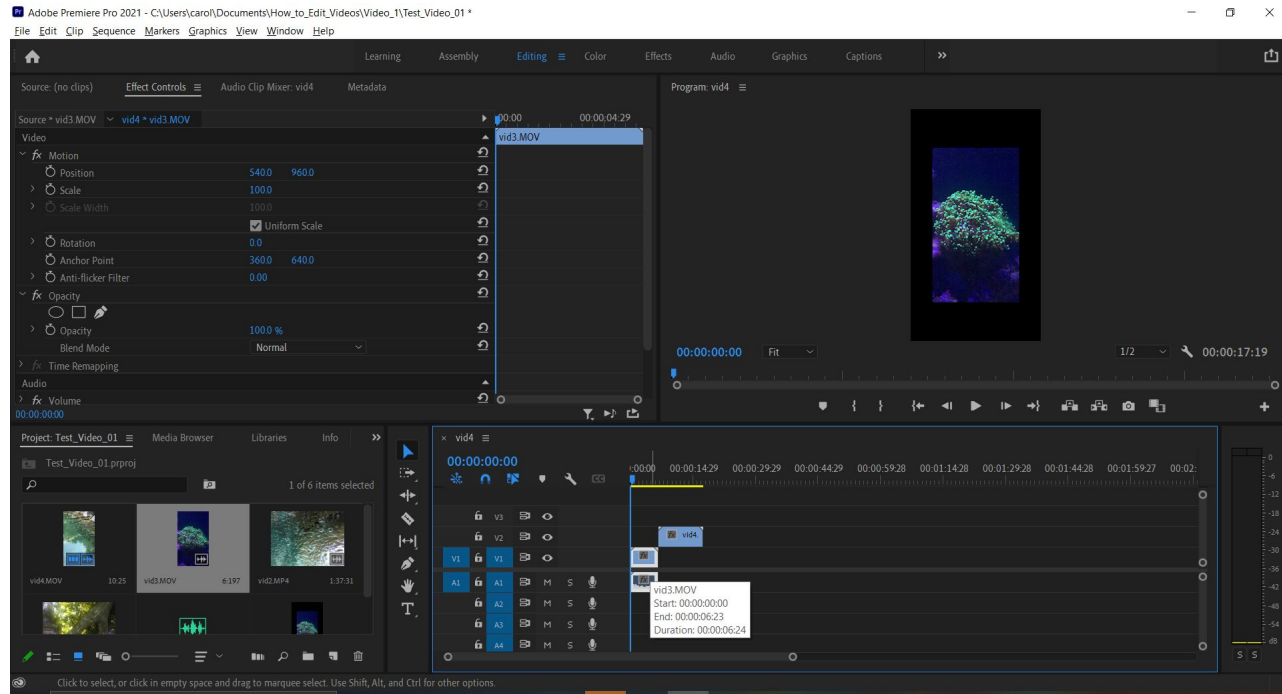 Adobe Premiere Pro 2021 - C:\Users\carol\Documents\How_to_Edit_Videos\Video_1\Test_Video_01 *
File Edit Clip Sequence Markers Graphics View Window Help
Learning Assembly Editing Color Effects Audio Graphics Captions
Source: (no clips) Effect Controls Audio Clip Mixer: vid4 Metadata
Source * vid3.MOV vid4 * vid3.MOV
:00:00 00:00:04:29
Video
vid3.MOV
fx Motion
Position 540.0 960.0
Scale 100.0
Scale Width 100.0
Uniform Scale
Rotation 0.0
Anchor Point 360.0 640.0
Anti-flicker Filter 0.00
fx Opacity
Opacity 100.0 %
Blend Mode Normal
fx Time Remapping
Audio
fx Volume
00:00:00:00
Program: vid4
00:00:00:00 Fit 1/2 00:00:17:19
Project: Test_Video_01 Media Browser Libraries Info
Test_Video_01.prproj
1 of 6 items selected
vid4.MOV 10:25 vid3.MOV 6:197 vid2.MP4 1:37:31
× vid4
00:00:00:00
:00:00 00:00:14:29 00:00:29:29 00:00:44:29 00:00:59:28 00:01:14:28 00:01:29:28 00:01:44:28 00:01:59:27 00:02:
V3
V2
vid4.
V1 V1
A1 A1 M S
A2 M S
A3 M S
A4 M S
vid3.MOV
Start: 00:00:00:00
End: 00:00:06:23
Duration: 00:00:06:24
0
-6
-12
-18
-24
-30
-36
-42
-48
-54
dB
S S
Click to select, or click in empty space and drag to marquee select. Use Shift, Alt, and Ctrl for other options.